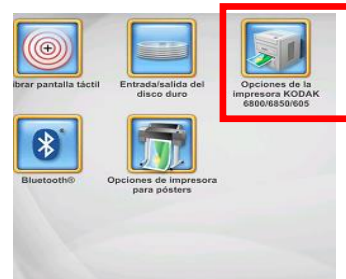 brar pantalla táctil
Entrada/salida del
disco duro
Opciones de la
impresora KODAK
6800/6850/605
Bluetooth®
Opciones de impresora
para pósters